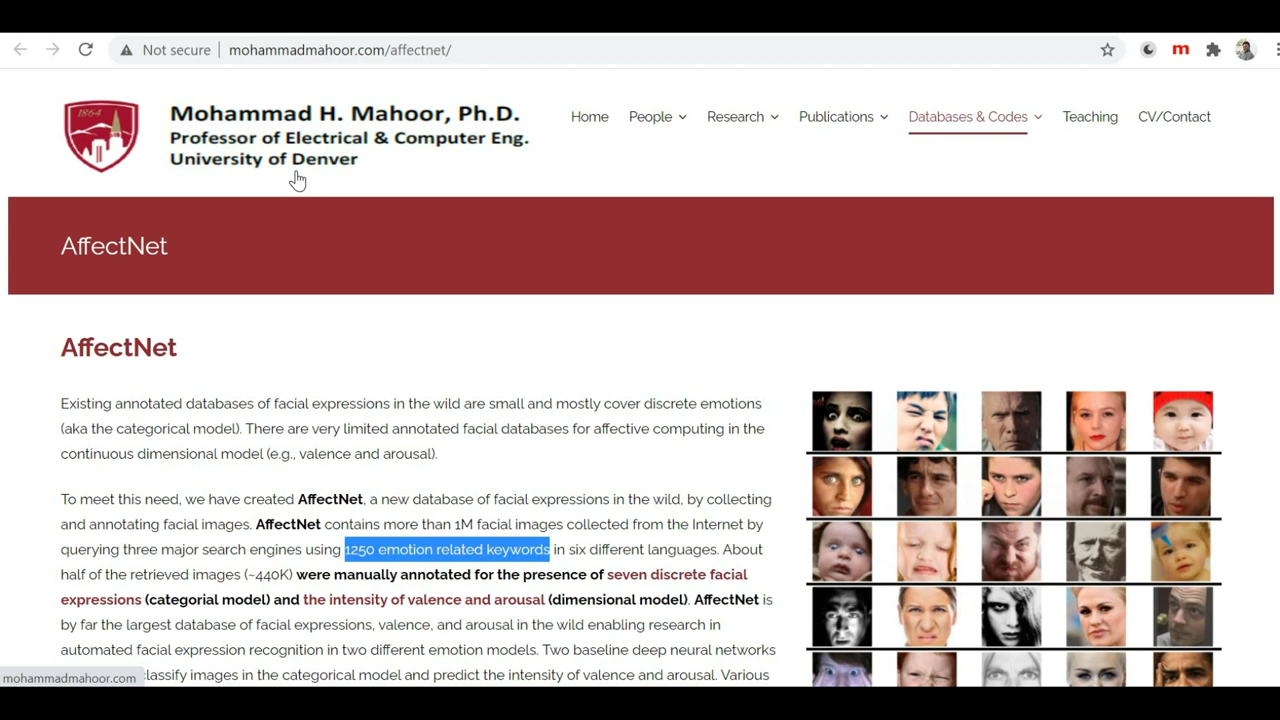 Not secure
mohammadmahoor.com/affectnet/
m
1864
Mohammad H. Mahoor, Ph.D.
Professor of Electrical & Computer Eng.
University of Denver
Home People Research Publications Databases & Codes Teaching CV/Contact
AffectNet
AffectNet
Existing annotated databases of facial expressions in the wild are small and mostly cover discrete emotions
(aka the categorical model). There are very limited annotated facial databases for affective computing in the
continuous dimensional model (e.g., valence and arousal).
To meet this need, we have created AffectNet, a new database of facial expressions in the wild, by collecting
and annotating facial images. AffectNet contains more than 1M facial images collected from the Internet by
querying three major search engines using 1250 emotion related keywords in six different languages. About
half of the retrieved images (~440K) were manually annotated for the presence of seven discrete facial
expressions (categorial model) and the intensity of valence and arousal (dimensional model). AffectNet is
by far the largest database of facial expressions, valence, and arousal in the wild enabling research in
automated facial expression recognition in two different emotion models. Two baseline deep neural networks
classify images in the categorical model and predict the intensity of valence and arousal. Various
mohammadmahoor.com